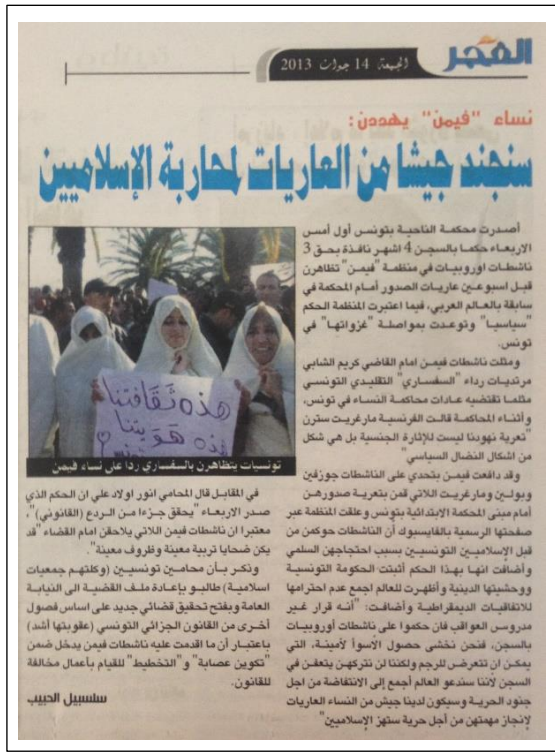 الفجر
الجمعة 14 جوان 2013
نساء "فيمن" يهددن:
سنجند جيشا من العاريات لمحاربة الإسلاميين
أصدرت محكمة الناحية بتونس أول أمس
الاربعاء حكما بالسجن 4 اشهر نافذة بحق 3
ناشطات اوروبيات في منظمة "فيمن" تظاهرن
قبل اسبوعين عاريات الصدور أمام المحكمة في
سابقة بالعالم العربي، فيما اعتبرت المنظمة الحكم
"سياسيا" وتوعدت بمواصلة "غزواتها" في
تونس.
ومثلت ناشطات فيمن امام القاضي كريم الشابي
مرتديات رداء "السفساري" التقليدي التونسي
مثلما تقتضيه عادات محاكمة النساء في تونس،
وأثناء المحاكمة قالت الفرنسية مارغريت سترن
"تعرية نهودنا ليست للإثارة الجنسية بل هي شكل
من اشكال النضال السياسي"
وقد دافعت فيمن بتحدي على الناشطات جوزفين
وبولين ومارغريت اللاتي قمن بتعرية صدورهن
أمام مبنى المحكمة الابتدائية بتونس وعلقت المنظمة عبر
صفحتها الرسمية بالفايسبوك أن الناشطات حوكمن من
قبل الإسلاميين التونسيين بسبب احتجاجهن السلمي
وأضافت انها بهذا الحكم أثبتت الحكومة التونسية
ووحشيتها الدينية وأظهرت للعالم اجمع عدم احترامها
للاتفاقيات الديمقراطية وأضافت: "أنه قرار غير
مدروس العواقب فان حكموا على ناشطات أوروبيات
بالسجن، فنحن نخشى حصول الأسوأ لأمينة، التي
يمكن ان تتعرض للرجم ولكننا لن نتركهن يتعفن في
السجن لأننا سندعو العالم أجمع إلى الانتفاضة من اجل
جنود الحرية وسيكون لدينا جيش من النساء العاريات
لإنجاز مهمتهن من أجل حرية ستهز الإسلاميين"
هذه ثقافتنا
هذه هويتنا
تونسيات يتظاهرن بالسفساري ردا على نساء فيمن
في المقابل قال المحامي انور اولاد علي ان الحكم الذي
صدر الاربعاء "يحقق جزءا من الردع (القانوني)"،
معتبرا ان ناشطات فيمن اللاتي يلاحقن امام القضاء "قد
يكن ضحايا تربية معينة وظروف معينة".
وذكر بأن محامين تونسيين (وكلتهم جمعيات
اسلامية) طالبو بإعادة ملف القضية الى النيابة
العامة وبفتح تحقيق قضائي جديد على اساس فصول
أخرى من القانون الجزائي التونسي (عقوبتها أشد)
باعتبار أن ما اقدمت عليه ناشطات فيمن يدخل ضمن
"تكوين عصابة" و"التخطيط" للقيام بأعمال مخالفة
للقانون.
سلسبيل الحبيب